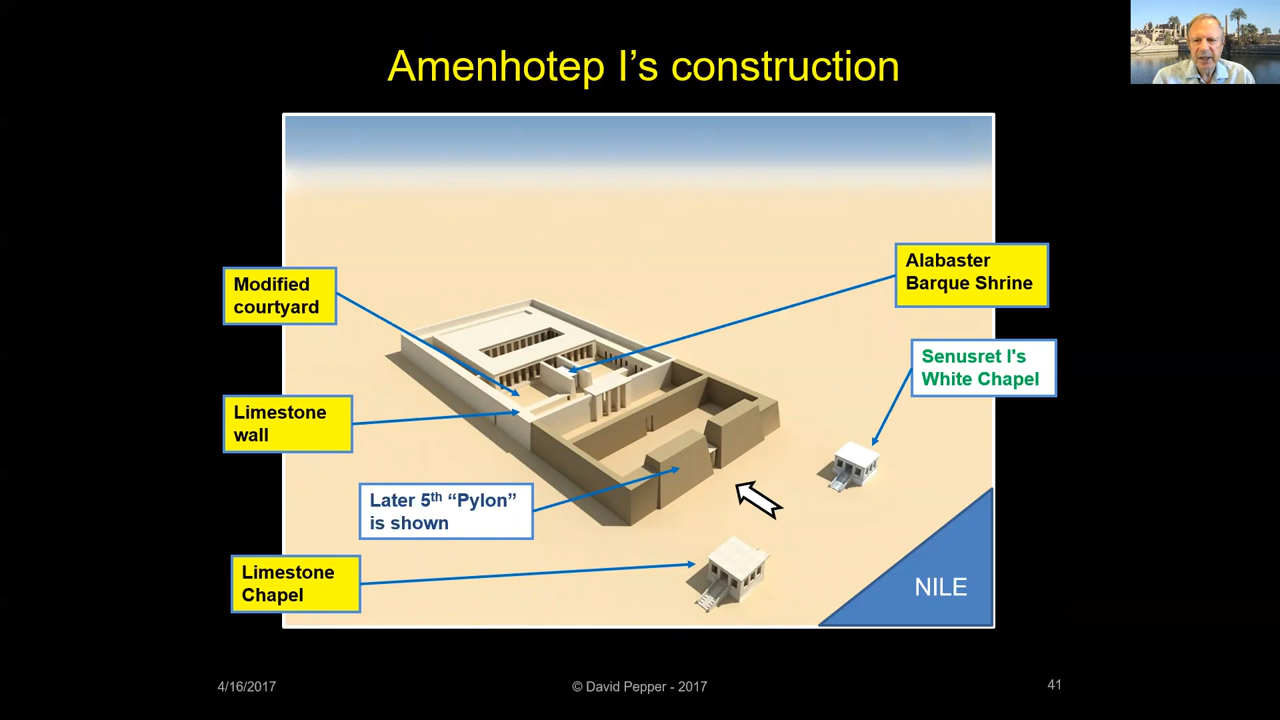 Amenhotep I's construction
Alabaster
Barque Shrine
Modified
courtyard
Senusret I's
White Chapel
Limestone
wall
Later 5th “Pylon”
is shown
Limestone
Chapel
NILE
4/16/2017
© David Pepper - 2017
41